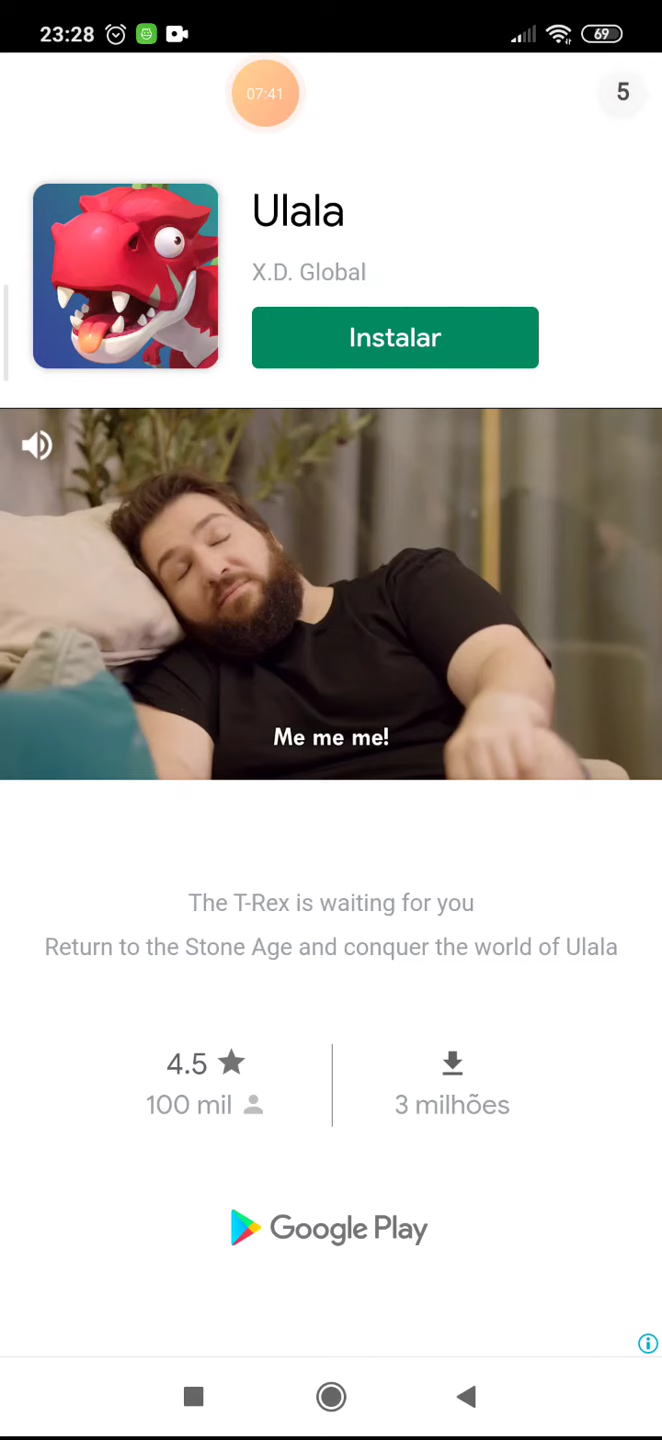 23:28
69
07:41
5
Ulala
X.D. Global
Instalar
Me me me!
The T-Rex is waiting for you
Return to the Stone Age and conquer the world of Ulala
4.5
100 mil
3 milhões
Google Play